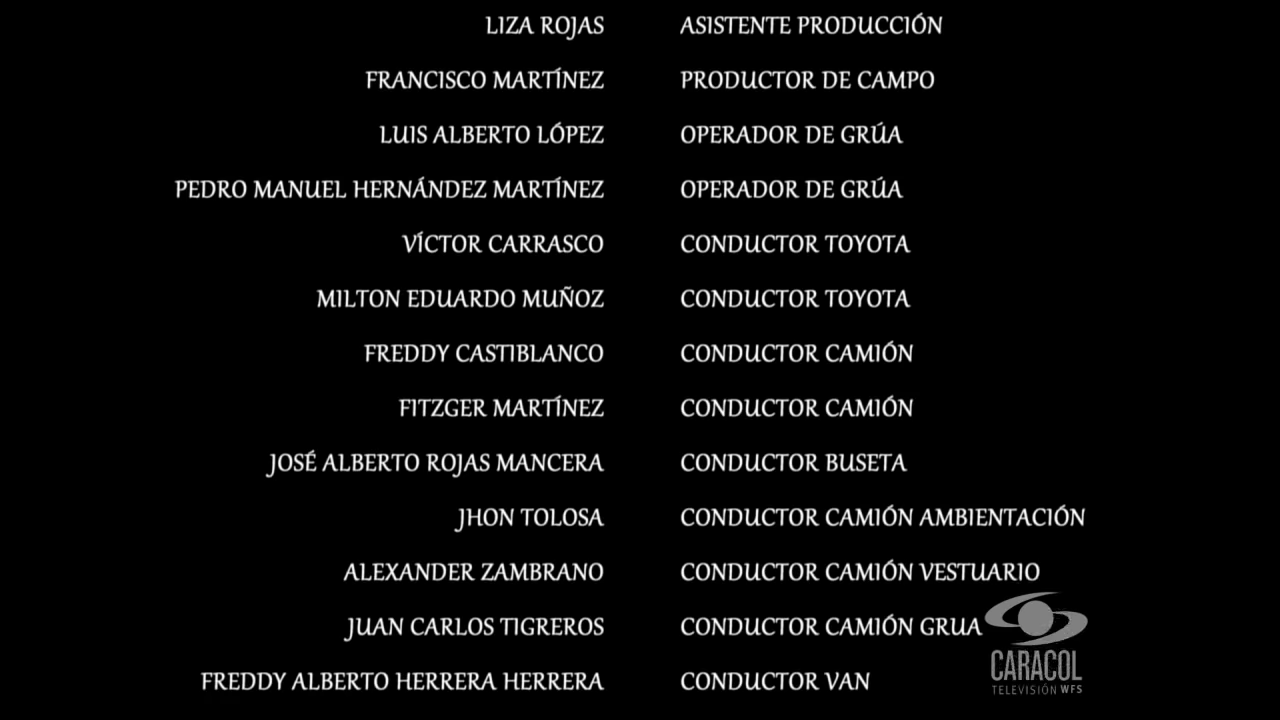 LIZA ROJAS ASISTENTE PRODUCCIÓN
FRANCISCO MARTÍNEZ PRODUCTOR DE CAMPO
LUIS ALBERTO LÓPEZ OPERADOR DE GRÚA
PEDRO MANUEL HERNÁNDEZ MARTÍNEZ OPERADOR DE GRÚA
VÍCTOR CARRASCO CONDUCTOR TOYOTA
MILTON EDUARDO MUÑOZ CONDUCTOR TOYOTA
FREDDY CASTIBLANCO CONDUCTOR CAMIÓN
FITZGER MARTÍNEZ CONDUCTOR CAMIÓN
JOSÉ ALBERTO ROJAS MANCERA CONDUCTOR BUSETA
JHON TOLOSA CONDUCTOR CAMIÓN AMBIENTACIÓN
ALEXANDER ZAMBRANO CONDUCTOR CAMIÓN VESTUARIO
JUAN CARLOS TIGREROS CONDUCTOR CAMIÓN GRUA
FREDDY ALBERTO HERRERA HERRERA CONDUCTOR VAN
CARACOL
TELEVISIÓN WFS